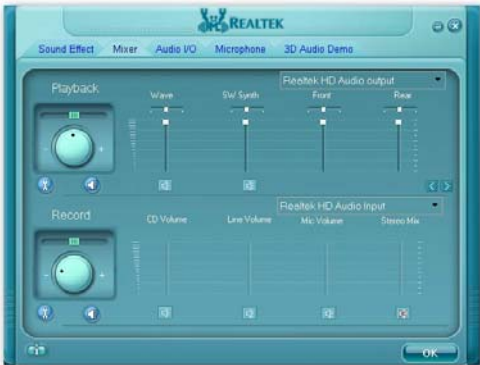 REALTEK
Sound Effect Mixer Audio I/O Microphone 3D Audio Demo
Playback
Realtek HD Audio output
Wave SW Synth Front Rear
Record
Realtek HD Audio Input
CD Volume Line Volume Mic Volume Stereo Mix
OK